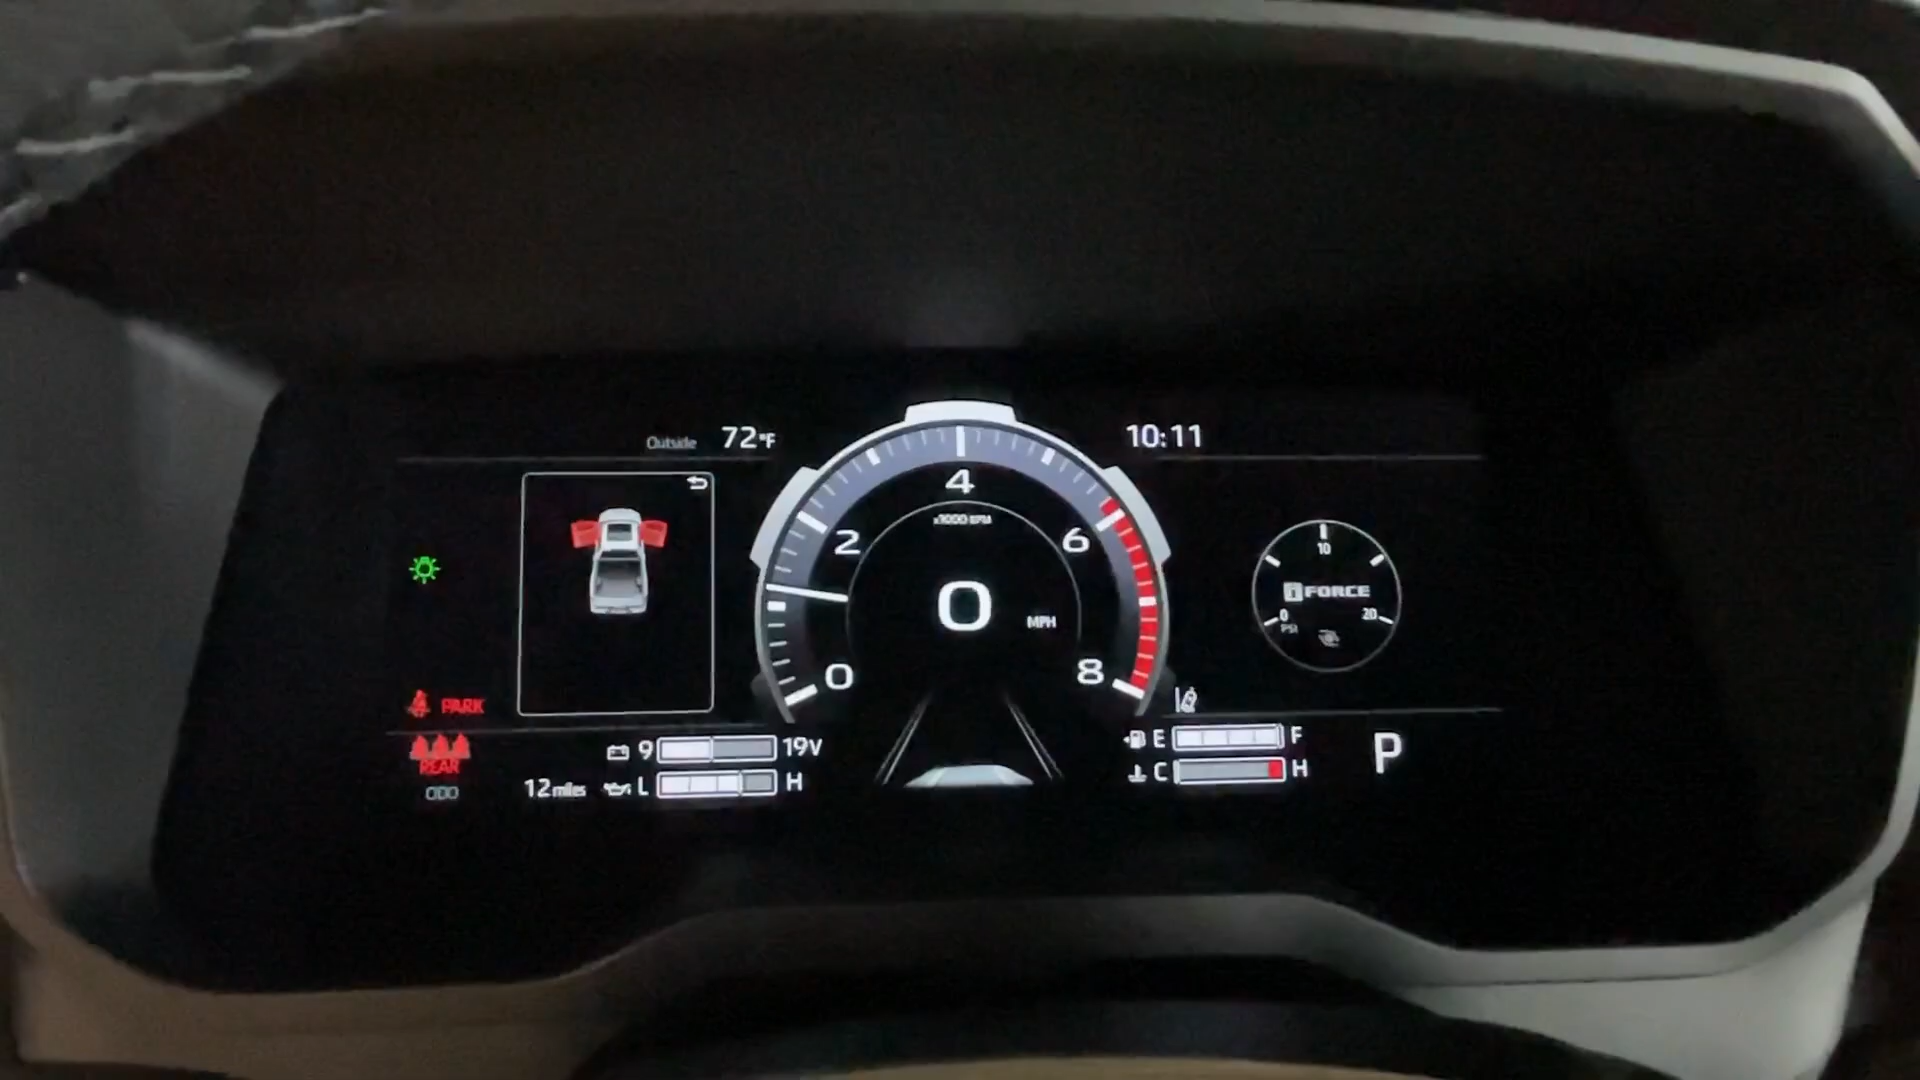 Outside 72°F
10:11
4
x1000 RPM
2
6
0
MPH
0
8
10
iFORCE
0
20
PSI
PARK
REAR
9
19V
E
F
P
ODO
12 miles
L
H
C
H